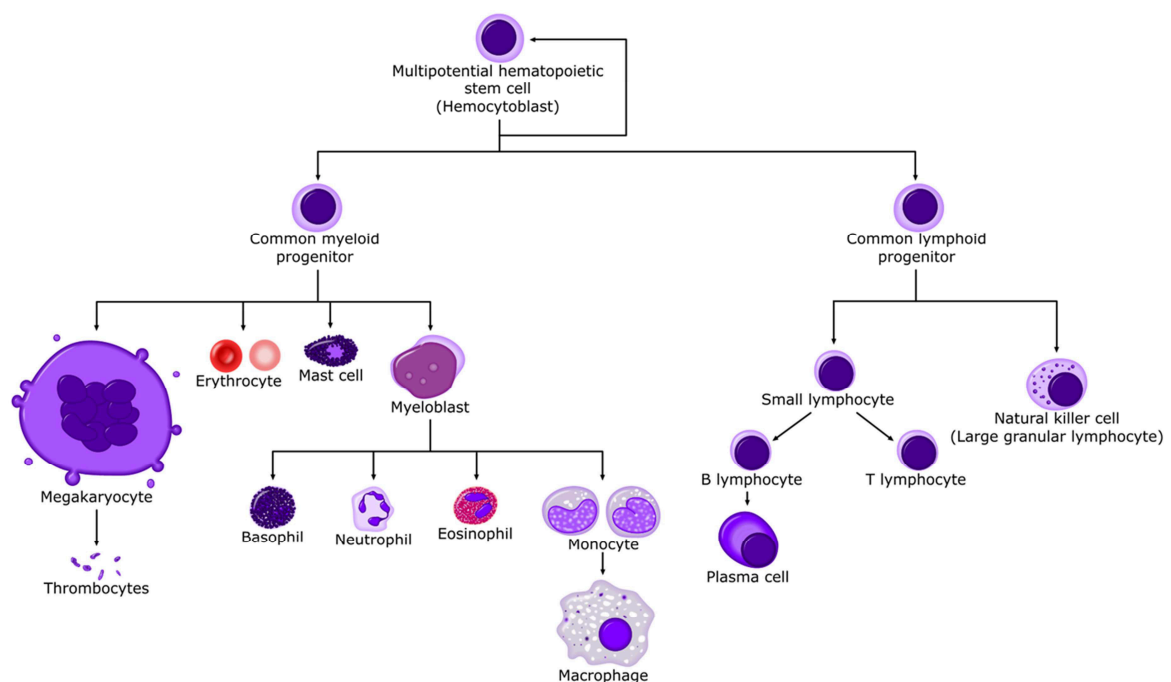 Multipotential hematopoietic
stem cell
(Hemocytoblast)
Common myeloid
progenitor
Common lymphoid
progenitor
Megakaryocyte
Thrombocytes
Erythrocyte
Mast cell
Myeloblast
Basophil
Neutrophil
Eosinophil
Monocyte
Macrophage
Small lymphocyte
B lymphocyte
T lymphocyte
Plasma cell
Natural killer cell
(Large granular lymphocyte)